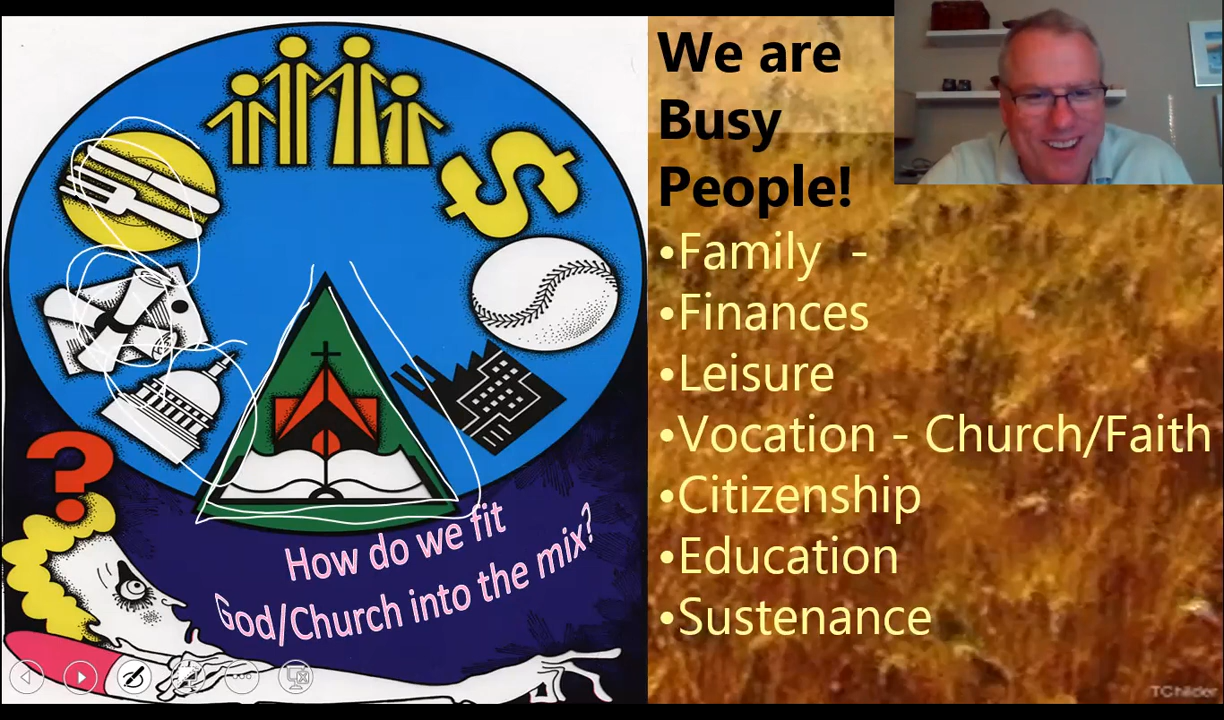 We are
Busy
People!
•Family -
•Finances
•Leisure
•Vocation - Church/Faith
•Citizenship
•Education
•Sustenance
$
?
How do we fit
God/Church into the mix?
TGhilder